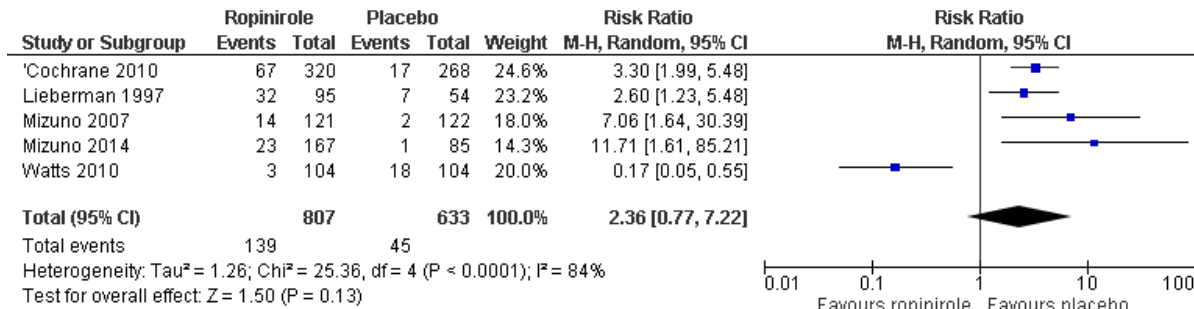 Ropinirole Placebo Risk Ratio Risk Ratio
Study or Subgroup Events Total Events Total Weight M-H, Random, 95% CI M-H, Random, 95% CI
'Cochrane 2010 67 320 17 268 24.6% 3.30 [1.99, 5.48]
Lieberman 1997 32 95 7 54 23.2% 2.60 [1.23, 5.48]
Mizuno 2007 14 121 2 122 18.0% 7.06 [1.64, 30.39]
Mizuno 2014 23 167 1 85 14.3% 11.71 [1.61, 85.21]
Watts 2010 3 104 18 104 20.0% 0.17 [0.05, 0.55]
Total (95% CI) 807 633 100.0% 2.36 [0.77, 7.22]
Total events 139 45
Heterogeneity: Tau² = 1.26; Chi² = 25.36, df = 4 (P < 0.0001); I² = 84%
Test for overall effect: Z = 1.50 (P = 0.13)
0.01 0.1 1 10 100
Favours ropinirole Favours placebo